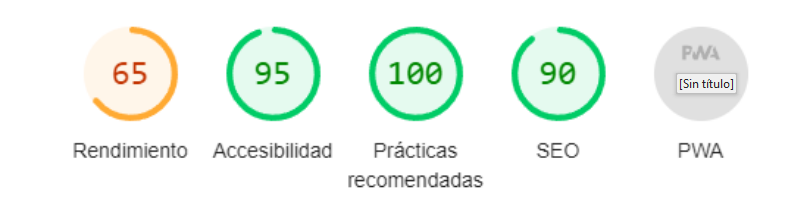 65
95
100
90
PWA
[Sin título]
Rendimiento
Accesibilidad
Prácticas
recomendadas
SEO
PWA